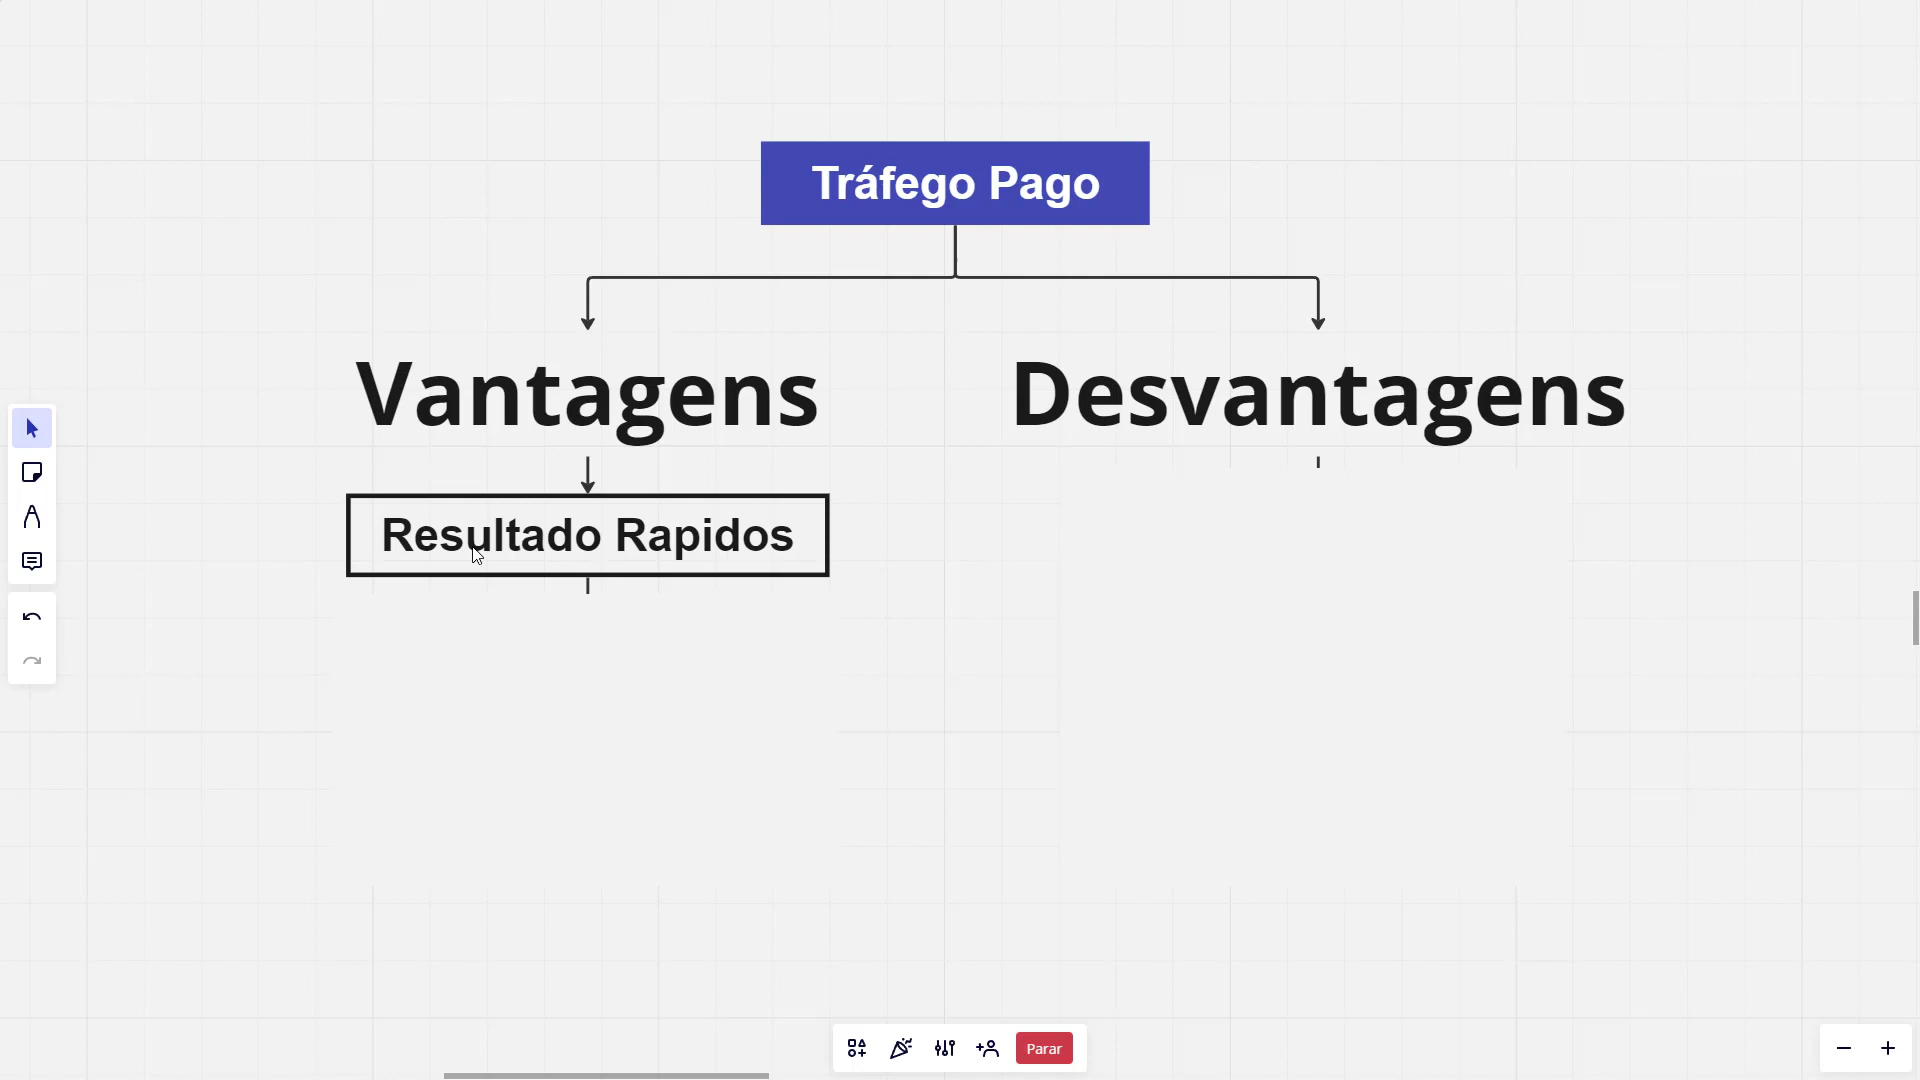 Tráfego Pago
Vantagens
Desvantagens
Resultado Rapidos
Parar